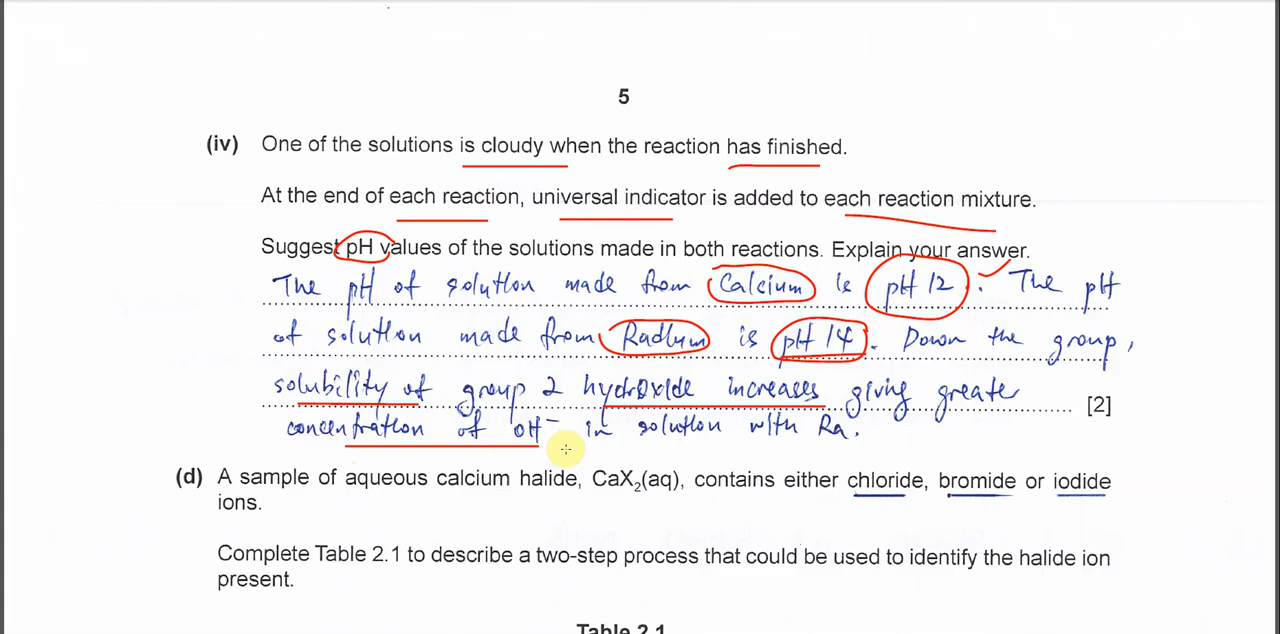 5
(iv) One of the solutions is cloudy when the reaction has finished.
At the end of each reaction, universal indicator is added to each reaction mixture.
Suggest pH values of the solutions made in both reactions. Explain your answer.
The pH of solution made from Calcium is pH 12. The pH
of solution made from Radium is pH 14. Down the group,
solubility of group 2 hydroxide increases giving greater
[2]
concentration of OH⁻ in solution with Ra.
(d) A sample of aqueous calcium halide, CaX₂(aq), contains either chloride, bromide or iodide
ions.
Complete Table 2.1 to describe a two-step process that could be used to identify the halide ion
present.
Table 2.1